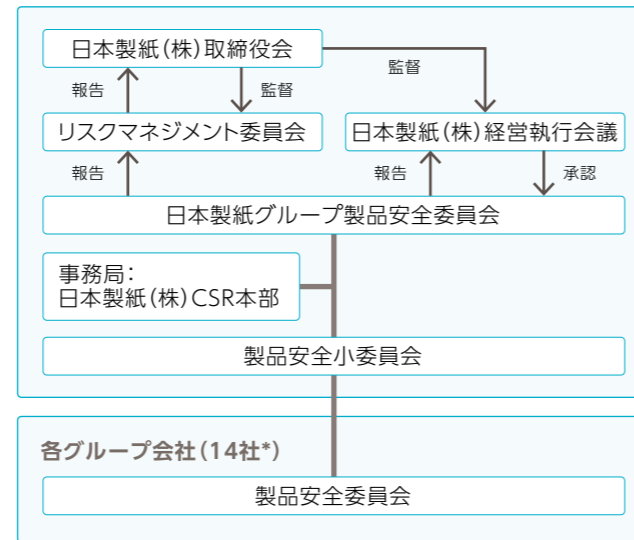 日本製紙(株)取締役会
監督
報告
監督
リスクマネジメント委員会
日本製紙(株)経営執行会議
報告
報告
承認
日本製紙グループ製品安全委員会
事務局：
日本製紙(株)CSR本部
製品安全小委員会
各グループ会社(14社*)
製品安全委員会